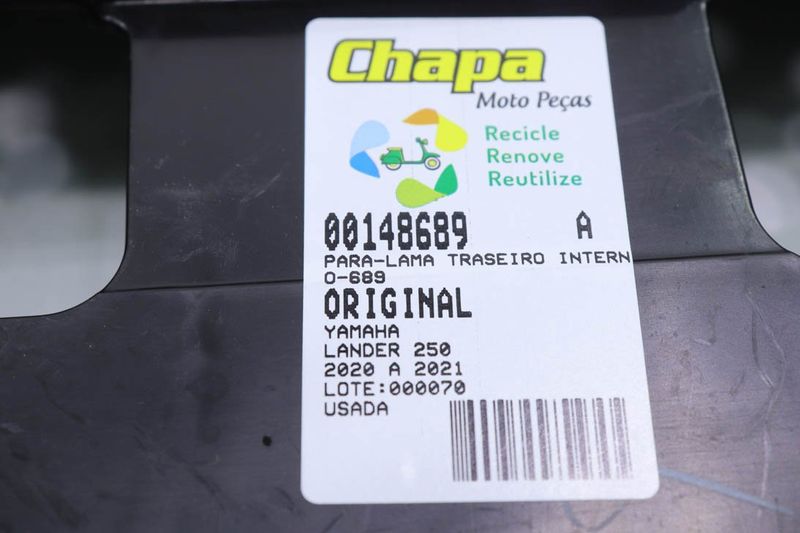 Chapa
Moto Peças
Recicle
Renove
Reutilize
00148689 A
PARA-LAMA TRASEIRO INTERN
O-689
ORIGINAL
YAMAHA
LANDER 250
2020 A 2021
LOTE:000070
USADA